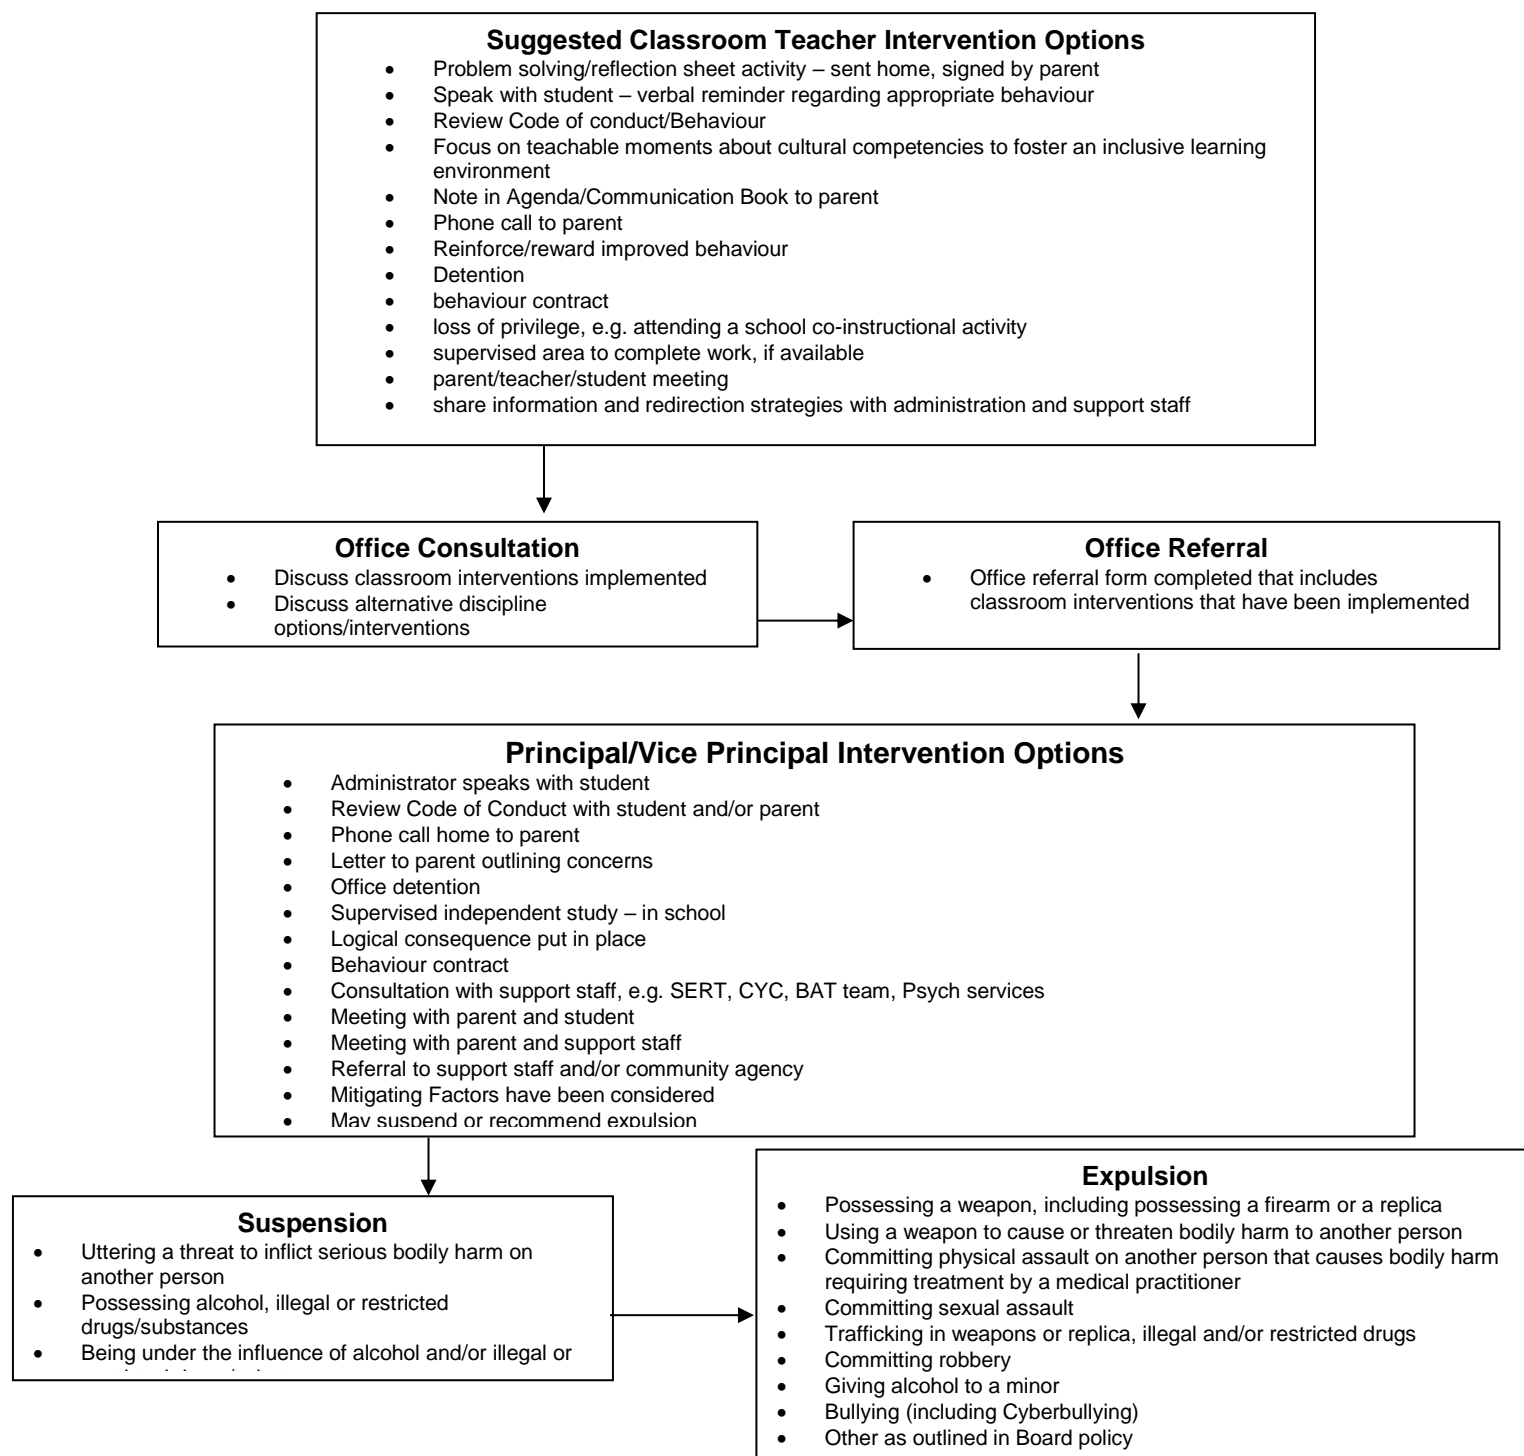 Suggested Classroom Teacher Intervention Options
• Problem solving/reflection sheet activity – sent home, signed by parent
• Speak with student – verbal reminder regarding appropriate behaviour
• Review Code of conduct/Behaviour
• Focus on teachable moments about cultural competencies to foster an inclusive learning
environment
• Note in Agenda/Communication Book to parent
• Phone call to parent
• Reinforce/reward improved behaviour
• Detention
• behaviour contract
• loss of privilege, e.g. attending a school co-instructional activity
• supervised area to complete work, if available
• parent/teacher/student meeting
• share information and redirection strategies with administration and support staff
Office Consultation
• Discuss classroom interventions implemented
• Discuss alternative discipline
options/interventions
Office Referral
• Office referral form completed that includes
classroom interventions that have been implemented
Principal/Vice Principal Intervention Options
• Administrator speaks with student
• Review Code of Conduct with student and/or parent
• Phone call home to parent
• Letter to parent outlining concerns
• Office detention
• Supervised independent study – in school
• Logical consequence put in place
• Behaviour contract
• Consultation with support staff, e.g. SERT, CYC, BAT team, Psych services
• Meeting with parent and student
• Meeting with parent and support staff
• Referral to support staff and/or community agency
• Mitigating Factors have been considered
• May suspend or recommend expulsion
Suspension
• Uttering a threat to inflict serious bodily harm on
another person
• Possessing alcohol, illegal or restricted
drugs/substances
• Being under the influence of alcohol and/or illegal or
Expulsion
• Possessing a weapon, including possessing a firearm or a replica
• Using a weapon to cause or threaten bodily harm to another person
• Committing physical assault on another person that causes bodily harm
requiring treatment by a medical practitioner
• Committing sexual assault
• Trafficking in weapons or replica, illegal and/or restricted drugs
• Committing robbery
• Giving alcohol to a minor
• Bullying (including Cyberbullying)
• Other as outlined in Board policy